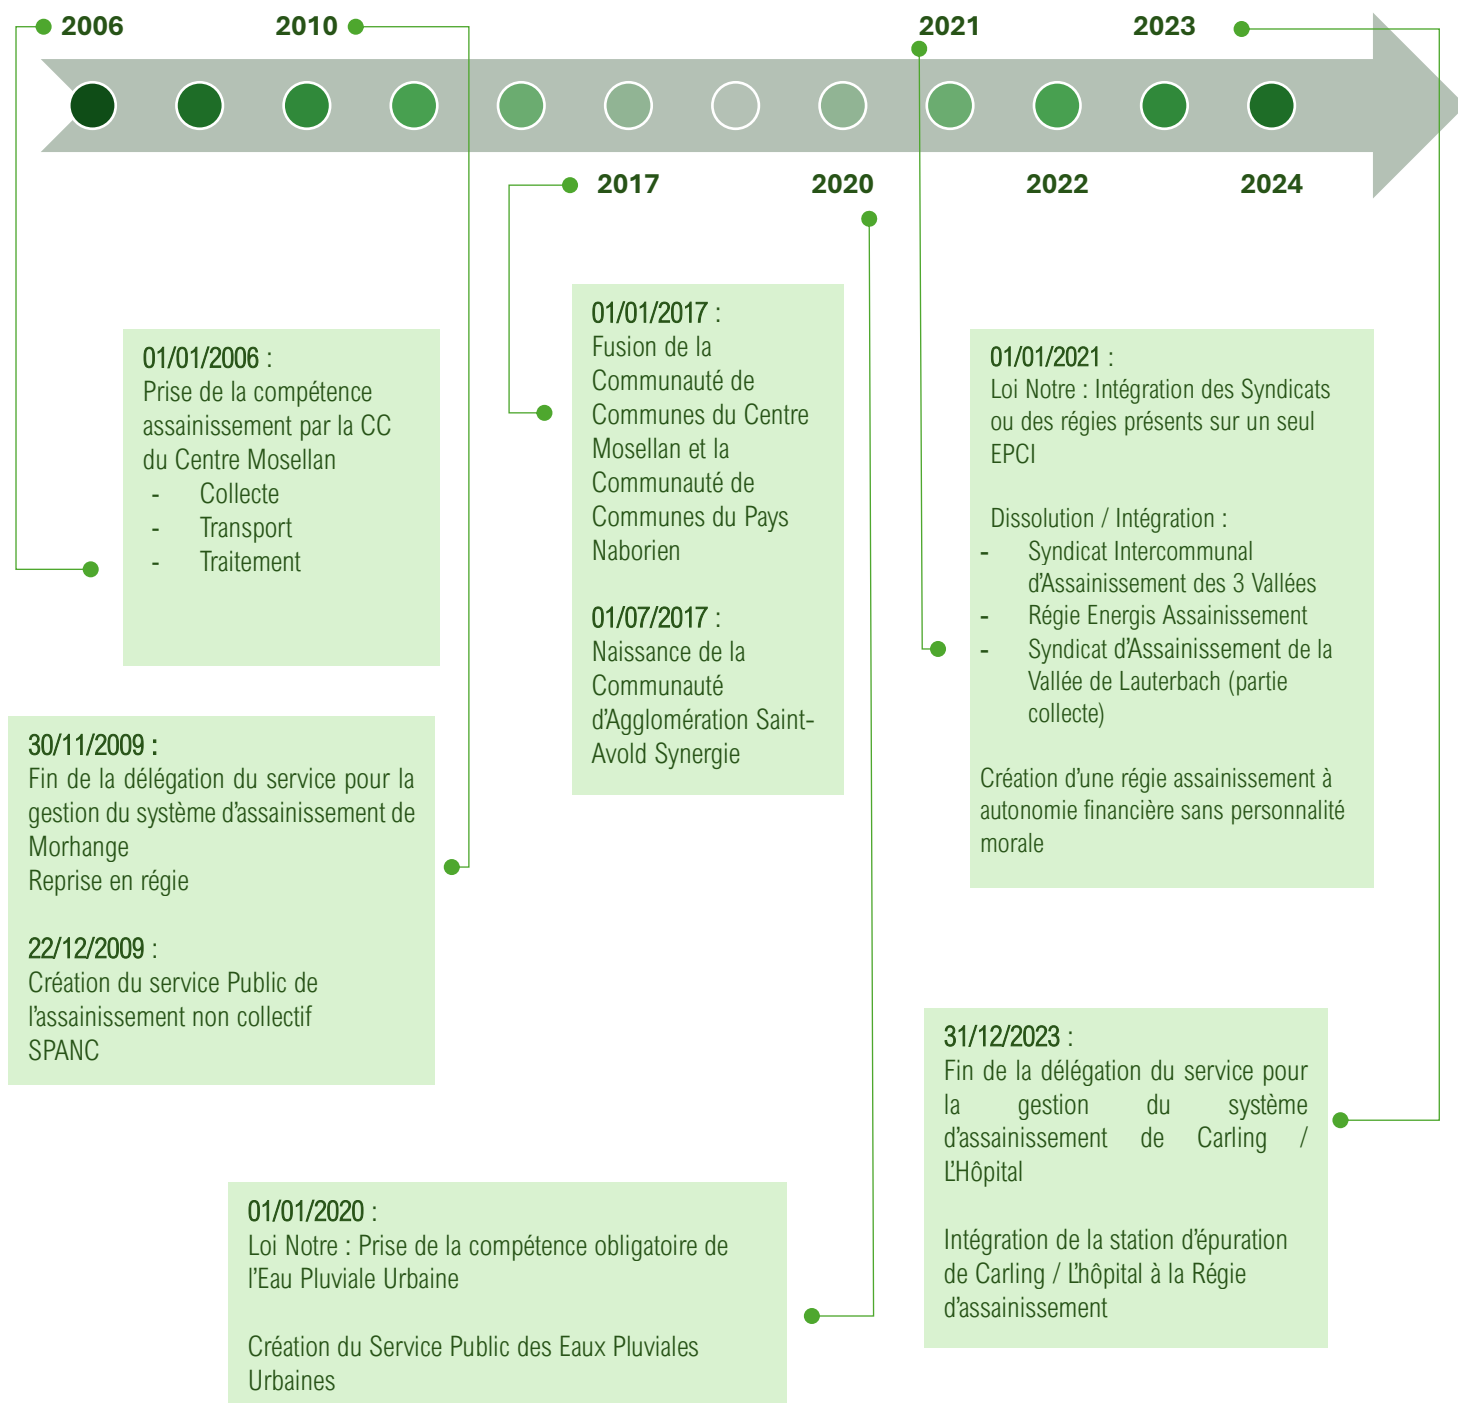 2006
2010
2021
2023
2017
2020
2022
2024
01/01/2006 :
Prise de la compétence
assainissement par la CC
du Centre Mosellan
- Collecte
- Transport
- Traitement
30/11/2009 :
Fin de la délégation du service pour la
gestion du système d'assainissement de
Morhange
Reprise en régie
22/12/2009 :
Création du service Public de
l'assainissement non collectif
SPANC
01/01/2017 :
Fusion de la
Communauté de
Communes du Centre
Mosellan et la
Communauté de
Communes du Pays
Naborien
01/07/2017 :
Naissance de la
Communauté
d'Agglomération Saint-
Avold Synergie
01/01/2020 :
Loi Notre : Prise de la compétence obligatoire de
l'Eau Pluviale Urbaine
Création du Service Public des Eaux Pluviales
Urbaines
01/01/2021 :
Loi Notre : Intégration des Syndicats
ou des régies présents sur un seul
EPCI
Dissolution / Intégration :
- Syndicat Intercommunal
d'Assainissement des 3 Vallées
- Régie Energis Assainissement
- Syndicat d'Assainissement de la
Vallée de Lauterbach (partie
collecte)
Création d'une régie assainissement à
autonomie financière sans personnalité
morale
31/12/2023 :
Fin de la délégation du service pour
la gestion du système
d'assainissement de Carling /
L'Hôpital
Intégration de la station d'épuration
de Carling / L'hôpital à la Régie
d'assainissement